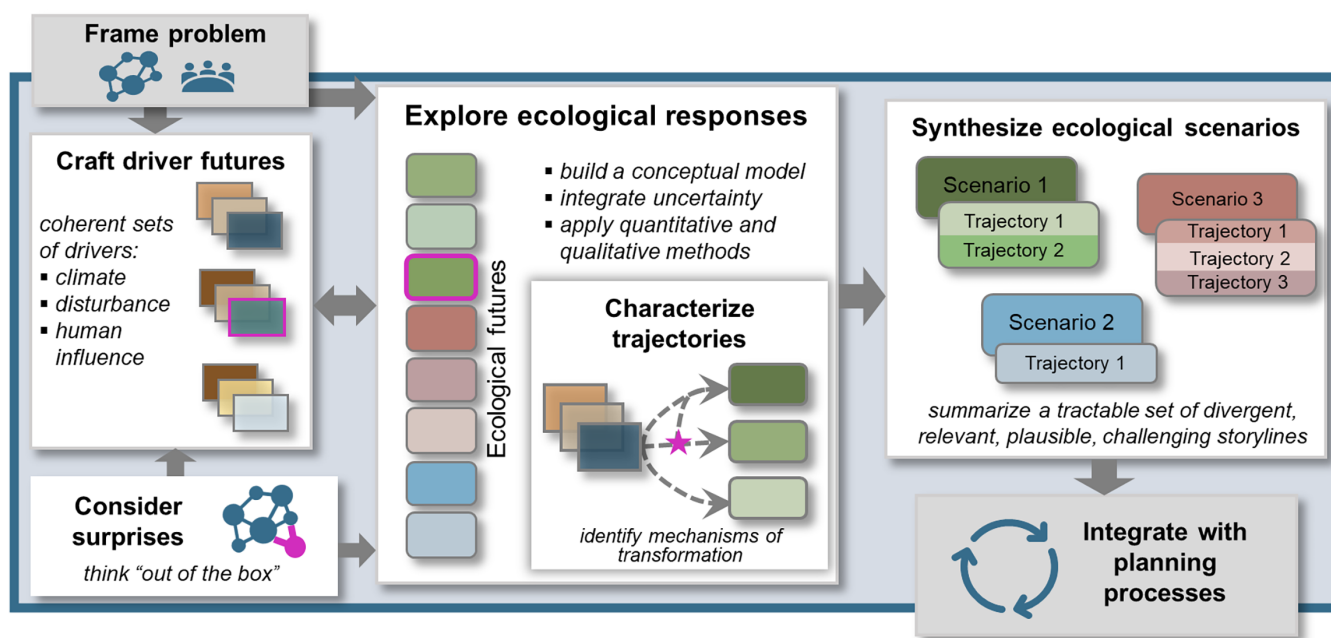 Frame problem
Craft driver futures
coherent sets
of drivers:
▪ climate
▪ disturbance
▪ human
influence
Consider
surprises
think “out of the box”
Explore ecological responses
Ecological futures
▪ build a conceptual model
▪ integrate uncertainty
▪ apply quantitative and
qualitative methods
Characterize
trajectories
identify mechanisms of
transformation
Synthesize ecological scenarios
Scenario 1
Trajectory 1
Trajectory 2
Scenario 3
Trajectory 1
Trajectory 2
Trajectory 3
Scenario 2
Trajectory 1
summarize a tractable set of divergent,
relevant, plausible, challenging storylines
Integrate with
planning
processes